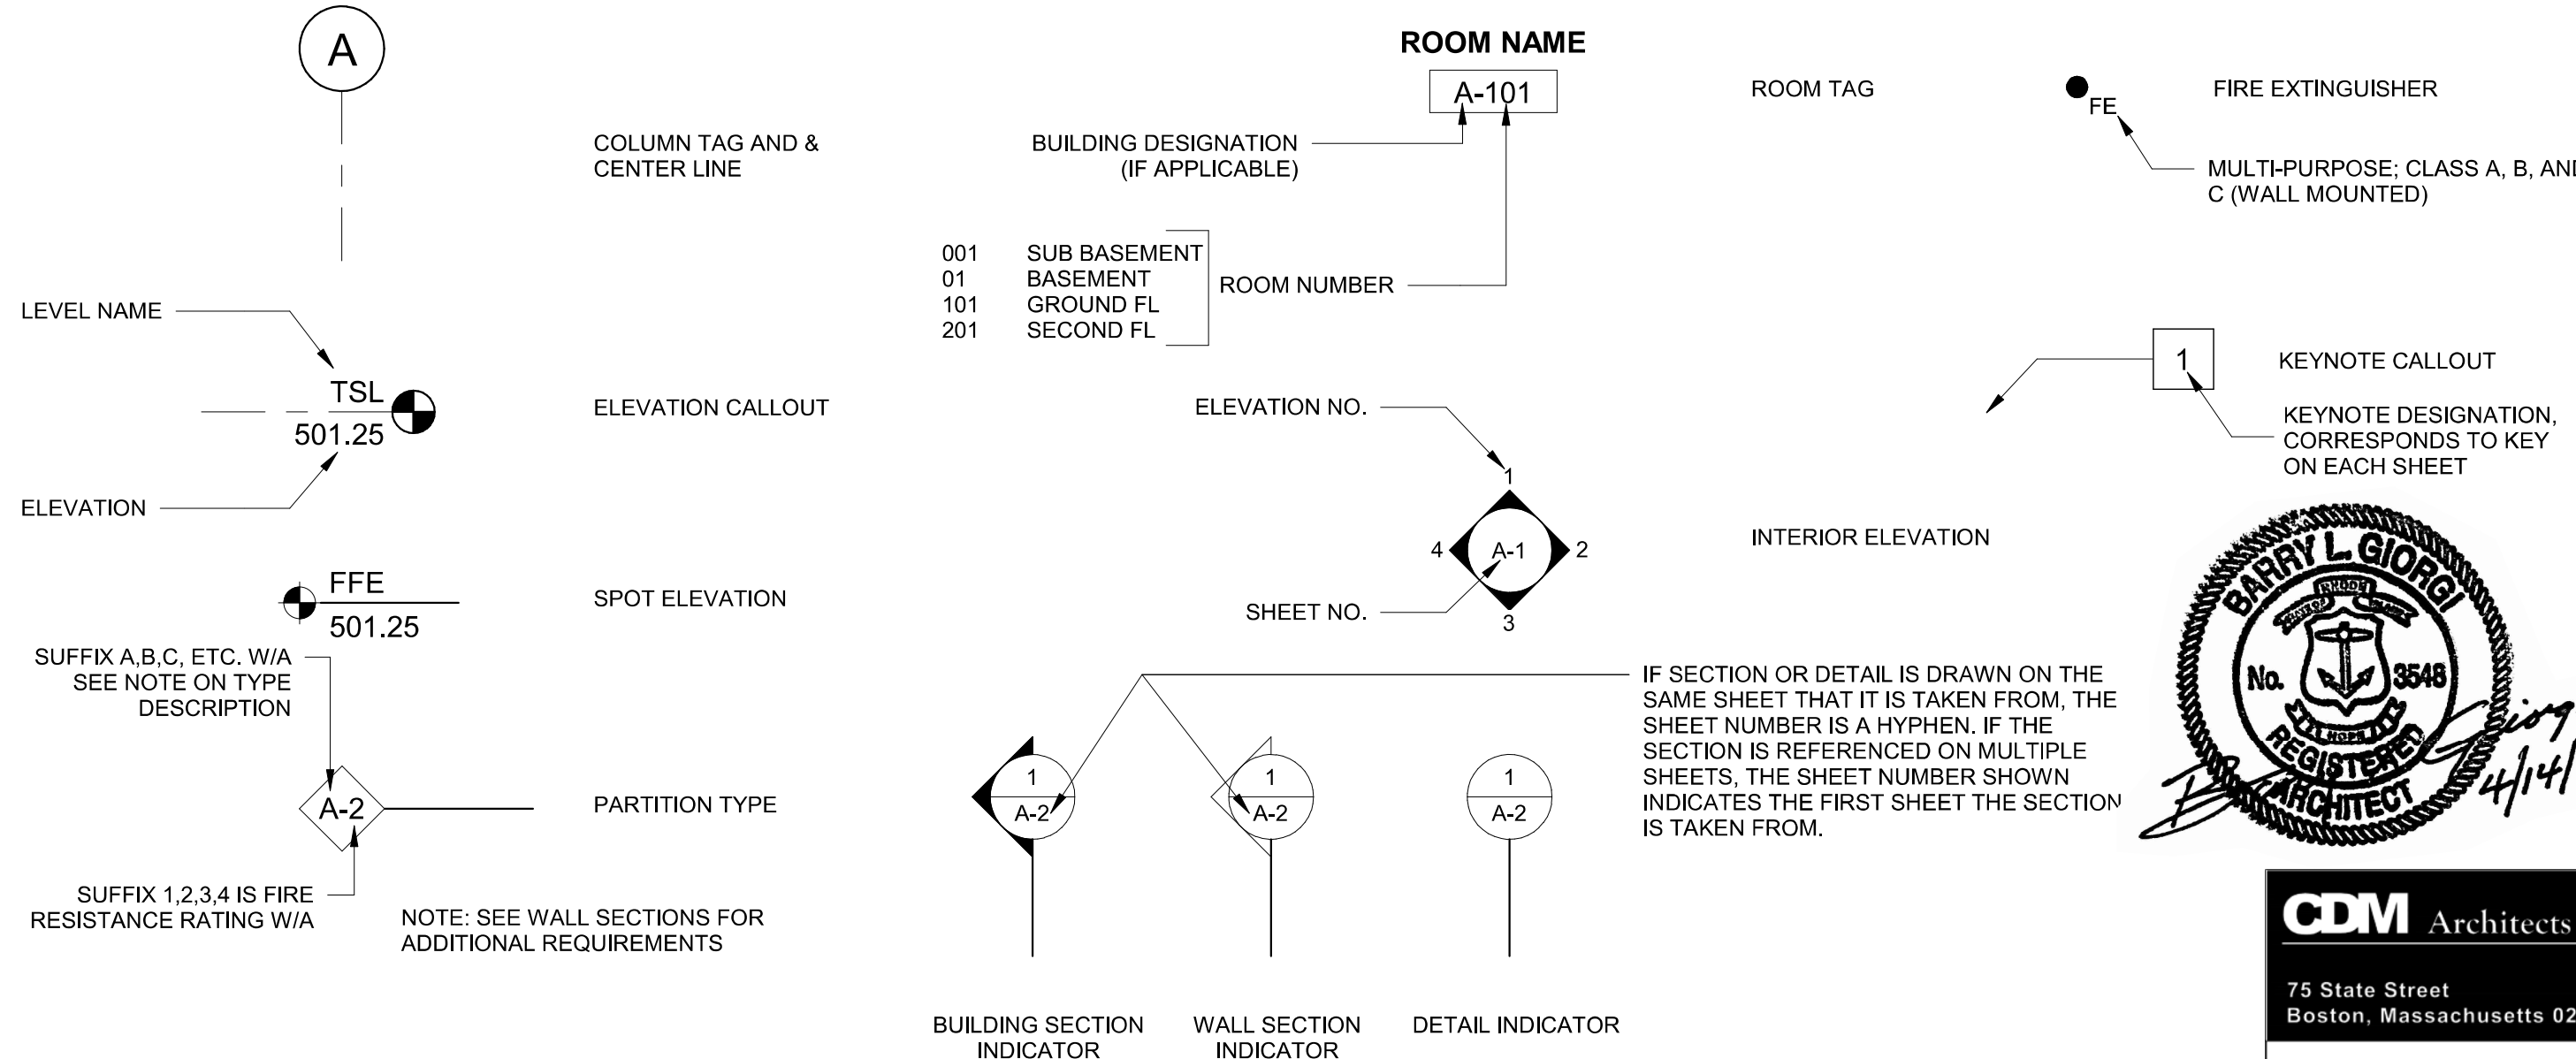 A
COLUMN TAG AND &
CENTER LINE
LEVEL NAME
TSL
501.25
ELEVATION CALLOUT
ELEVATION
FFE
501.25
SPOT ELEVATION
SUFFIX A,B,C, ETC. W/A
SEE NOTE ON TYPE
DESCRIPTION
A-2
PARTITION TYPE
SUFFIX 1,2,3,4 IS FIRE
RESISTANCE RATING W/A
NOTE: SEE WALL SECTIONS FOR
ADDITIONAL REQUIREMENTS
ROOM NAME
A-101
ROOM TAG
BUILDING DESIGNATION
(IF APPLICABLE)
001 SUB BASEMENT
01 BASEMENT
101 GROUND FL
201 SECOND FL
ROOM NUMBER
ELEVATION NO.
1
4 A-1 2
3
SHEET NO.
INTERIOR ELEVATION
IF SECTION OR DETAIL IS DRAWN ON THE
SAME SHEET THAT IT IS TAKEN FROM, THE
SHEET NUMBER IS A HYPHEN. IF THE
SECTION IS REFERENCED ON MULTIPLE
SHEETS, THE SHEET NUMBER SHOWN
INDICATES THE FIRST SHEET THE SECTION
IS TAKEN FROM.
1
A-2
1
A-2
1
A-2
BUILDING SECTION
INDICATOR
WALL SECTION
INDICATOR
DETAIL INDICATOR
FE
FIRE EXTINGUISHER
MULTI-PURPOSE; CLASS A, B, AND
C (WALL MOUNTED)
1
KEYNOTE CALLOUT
KEYNOTE DESIGNATION,
CORRESPONDS TO KEY
ON EACH SHEET
BARRY L. GIORGI
RHODE
No. 3548
HOPE
REGISTERED
ARCHITECT
4/14/
CDM Architects
75 State Street
Boston, Massachusetts 02